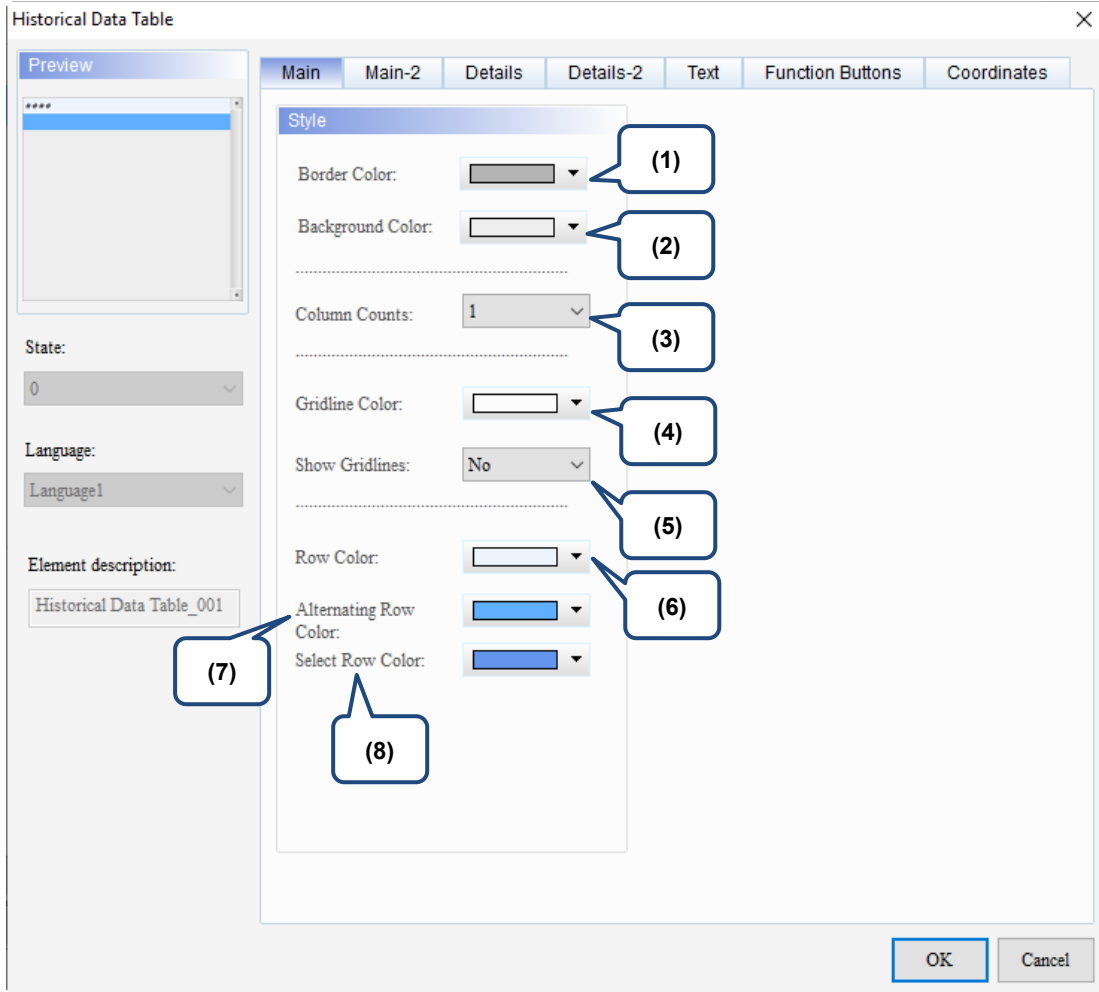 Historical Data Table
Preview
Main Main-2 Details Details-2 Text Function Buttons Coordinates
####
Style
Border Color:
(1)
Background Color:
(2)
Column Counts: 1
(3)
State:
0
Gridline Color:
(4)
Language:
Show Gridlines: No
Language1
(5)
Row Color:
Element description:
(6)
Historical Data Table_001
Alternating Row
Color:
Select Row Color:
(7)
(8)
OK Cancel